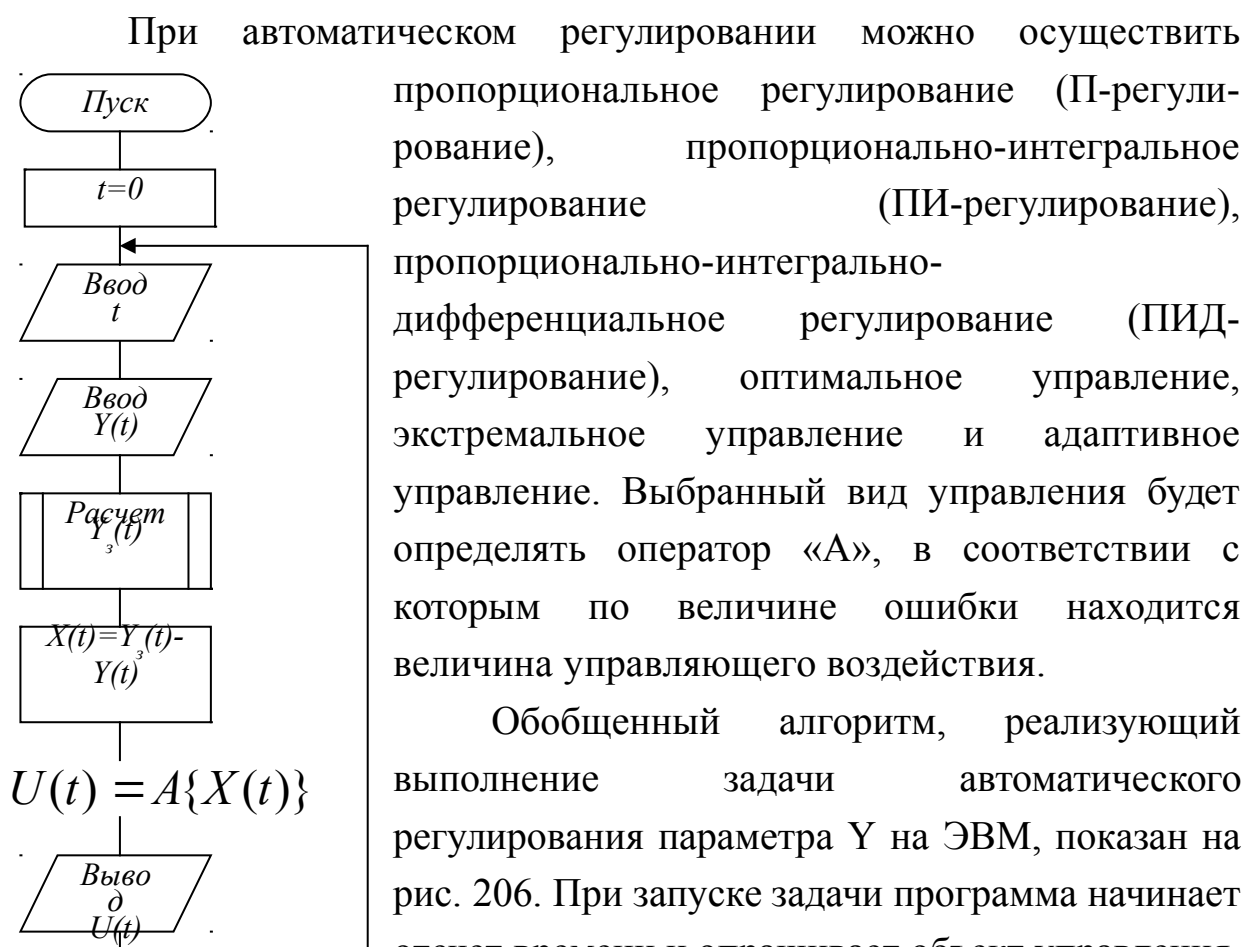 При автоматическом регулировании можно осуществить
пропорциональное регулирование (П-регули-
рование), пропорционально-интегральное
регулирование (ПИ-регулирование),
пропорционально-интегрально-
дифференциальное регулирование (ПИД-
регулирование), оптимальное управление,
экстремальное управление и адаптивное
управление. Выбранный вид управления будет
определять оператор «А», в соответствии с
которым по величине ошибки находится
величина управляющего воздействия.
Обобщенный алгоритм, реализующий
выполнение задачи автоматического
регулирования параметра Y на ЭВМ, показан на
рис. 206. При запуске задачи программа начинает
Пуск
t=0
Ввод
t
Ввод
Y(t)
Расчет
Yз(t)
X(t)=Yз(t)-
Y(t)
U(t) = A{X(t)}
Выво
д
U(t)